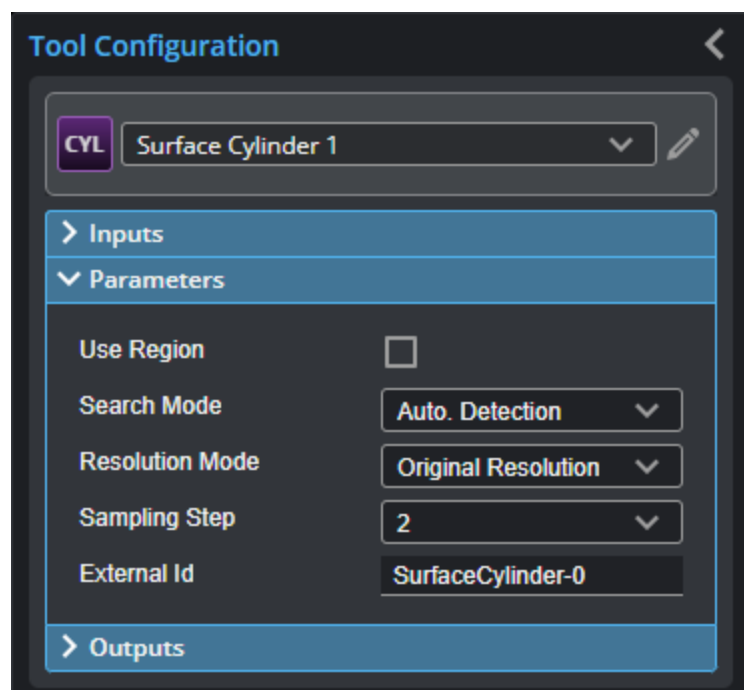 Tool Configuration
CYL Surface Cylinder 1
Inputs
Parameters
Use Region
Search Mode Auto. Detection
Resolution Mode Original Resolution
Sampling Step 2
External Id SurfaceCylinder-0
Outputs